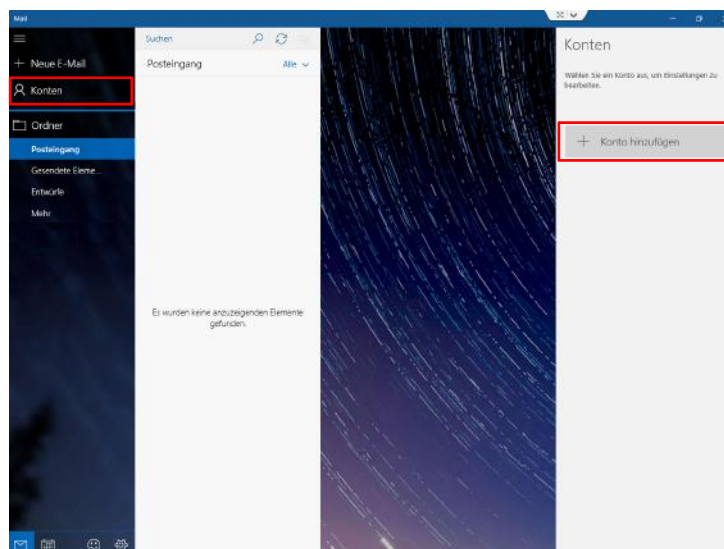 Mail
Neue E-Mail
Konten
Ordner
Posteingang
Gesendete Eleme...
Entwürfe
Mehr
Suchen
Posteingang
Alle
Es wurden keine anzuzeigenden Elemente
gefunden.
Konten
Wählen Sie ein Konto aus, um Einstellungen zu
bearbeiten.
Konto hinzufügen